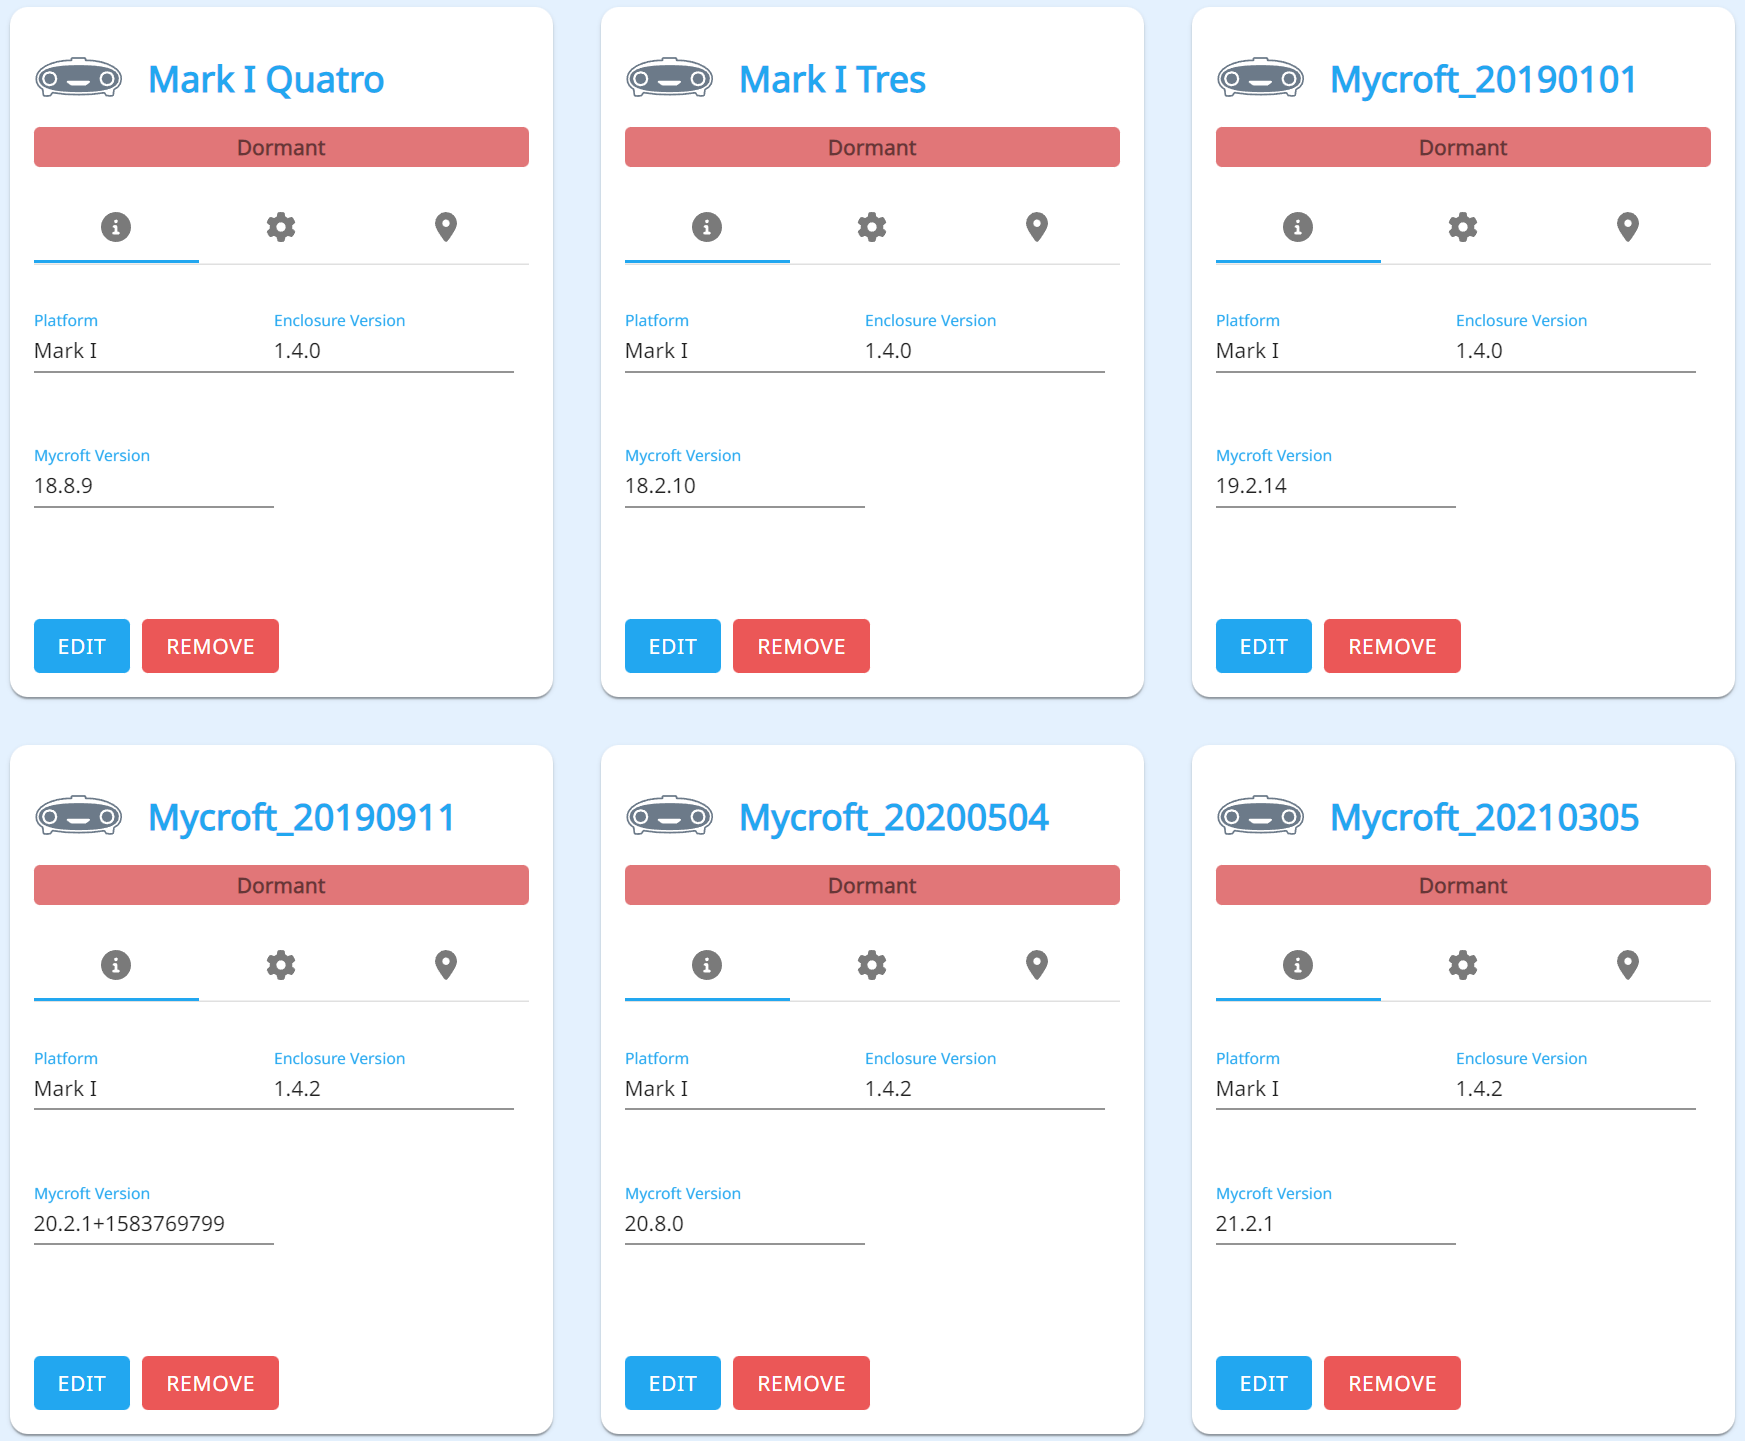 Mark I Quatro
Dormant
Platform
Enclosure Version
Mark I
1.4.0
Mycroft Version
18.8.9
EDIT
REMOVE
Mark I Tres
Dormant
Platform
Enclosure Version
Mark I
1.4.0
Mycroft Version
18.2.10
EDIT
REMOVE
Mycroft_20190101
Dormant
Platform
Enclosure Version
Mark I
1.4.0
Mycroft Version
19.2.14
EDIT
REMOVE
Mycroft_20190911
Dormant
Platform
Enclosure Version
Mark I
1.4.2
Mycroft Version
20.2.1+1583769799
EDIT
REMOVE
Mycroft_20200504
Dormant
Platform
Enclosure Version
Mark I
1.4.2
Mycroft Version
20.8.0
EDIT
REMOVE
Mycroft_20210305
Dormant
Platform
Enclosure Version
Mark I
1.4.2
Mycroft Version
21.2.1
EDIT
REMOVE